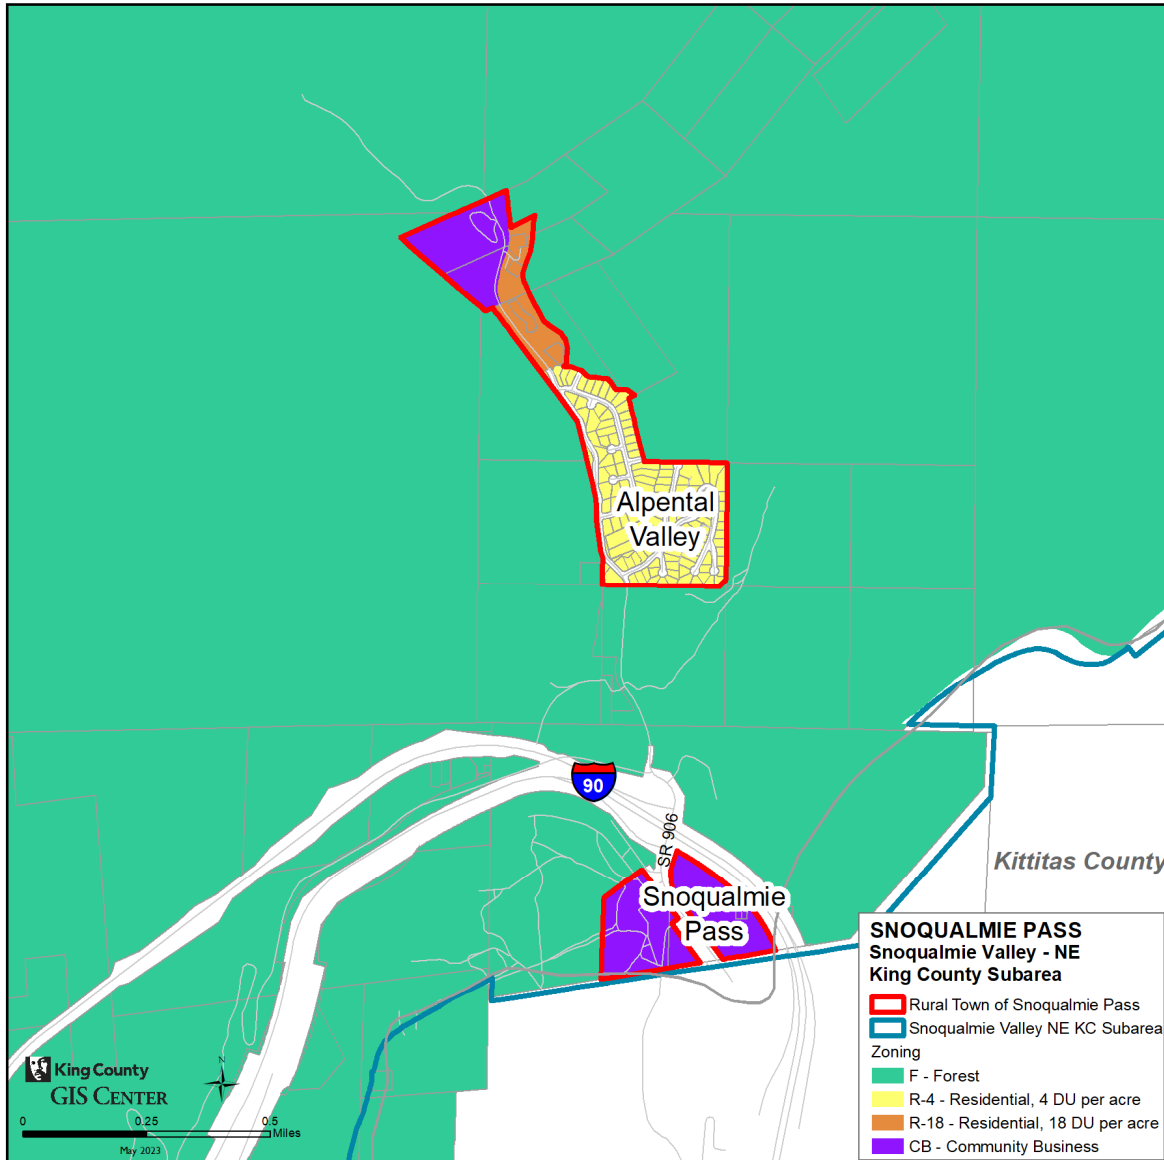 Alpental
Valley
90
SR 906
Kittitas County
Snoqualmie
Pass
SNOQUALMIE PASS
Snoqualmie Valley - NE
King County Subarea
Rural Town of Snoqualmie Pass
Snoqualmie Valley NE KC Subarea
Zoning
F - Forest
R-4 - Residential, 4 DU per acre
R-18 - Residential, 18 DU per acre
CB - Community Business
King County
GIS CENTER
N
0 0.25 0.5
Miles
May 2023